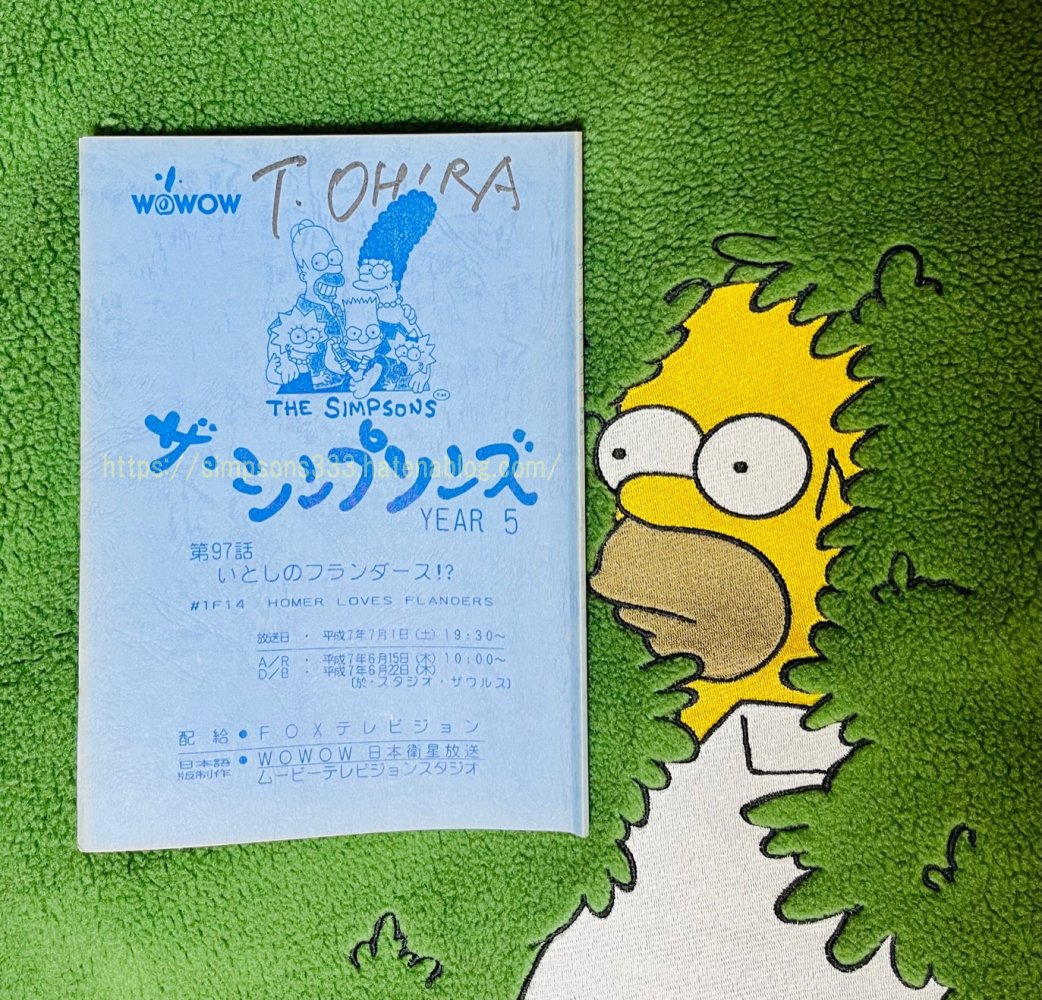 WOWOW
T. OHIRA
THE SIMPSONS
T.M.
ザ・シンプソンズ
https://simpsons333.hatenablog.com/
YEAR 5
第97話
いとしのフランダース!?
#1F14 HOMER LOVES FLANDERS
放送日 ・ 平成7年7月1日(土) 19:30〜
A/R ・ 平成7年6月15日(木) 10:00〜
D/B ・ 平成7年6月22日(木)
〔於・スタジオ・ザウルス〕
配給 ● FOXテレビジョン
日本語版制作 ● WOWOW 日本衛星放送
ムービーテレビジョンスタジオ